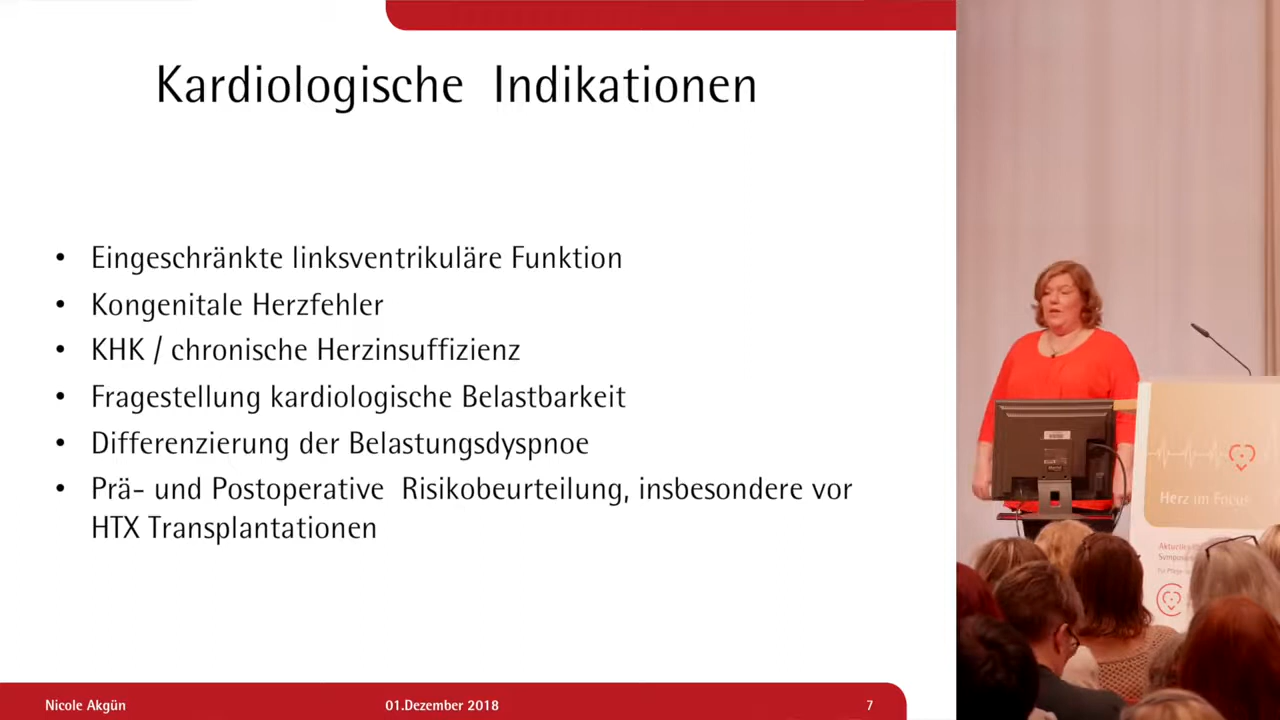 Kardiologische Indikationen
• Eingeschränkte linksventrikuläre Funktion
• Kongenitale Herzfehler
• KHK / chronische Herzinsuffizienz
• Fragestellung kardiologische Belastbarkeit
• Differenzierung der Belastungsdyspnoe
• Prä- und Postoperative Risikobeurteilung, insbesondere vor
HTX Transplantationen
Nicole Akgün
01.Dezember 2018
7
Herz im Focus